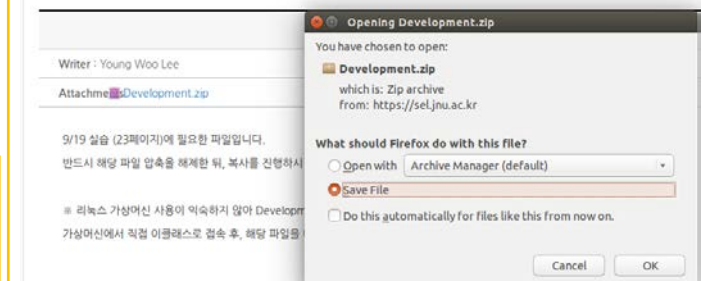 Opening Development.zip
You have chosen to open:
Development.zip
which is: Zip archive
from: https://sel.jnu.ac.kr
What should Firefox do with this file?
Open with Archive Manager (default)
Save File
Do this automatically for files like this from now on.
Cancel OK
Writer : Young Woo Lee
Development.zip
9/19 실습 (23페이지)에 필요한 파일입니다.
반드시 해당 파일 압축을 해제한 뒤, 복사를 진행하시
※ 리눅스 가상머신 사용이 익숙하지 않아 Developm
가상머신에서 직접 이클래스로 접속 후, 해당 파일을